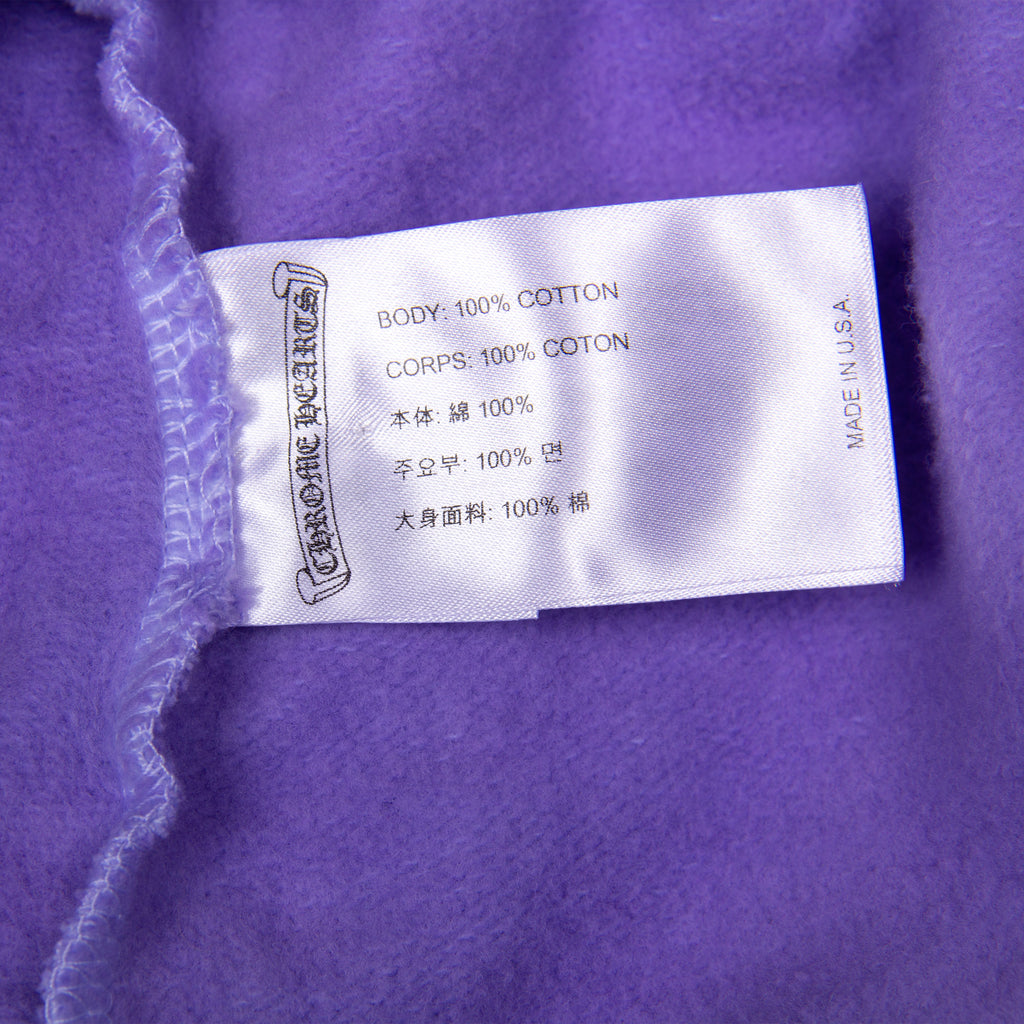 CHROME HEARTS
BODY: 100% COTTON
CORPS: 100% COTON
本体: 綿 100%
주요부: 100% 면
大身面料: 100% 棉
MADE IN U.S.A.